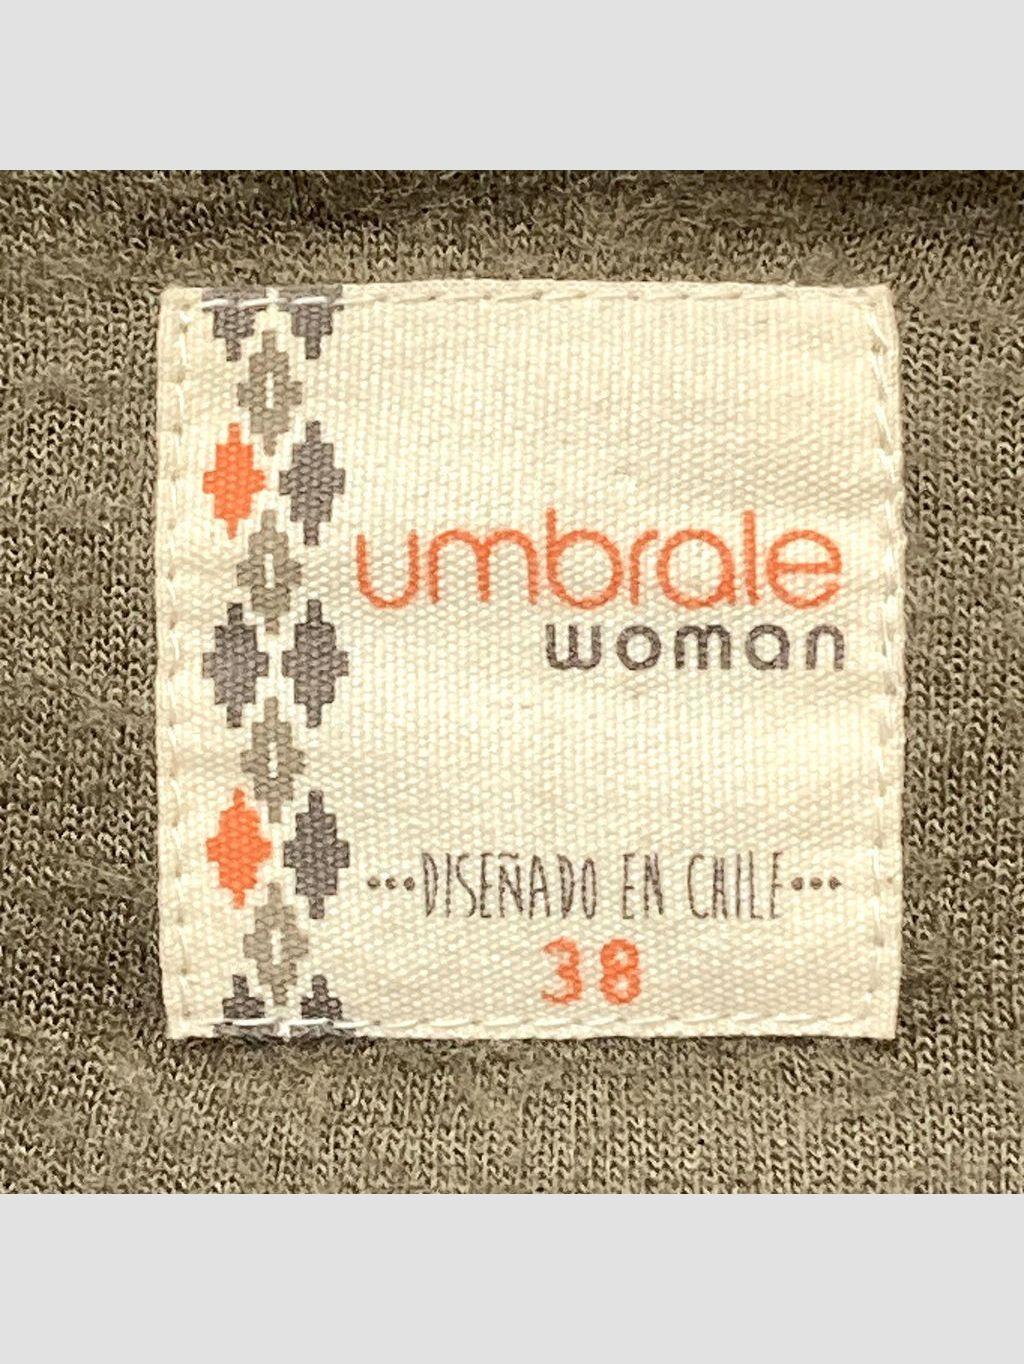 umbrale
woman
•••DISEÑADO EN CHILE•••
38